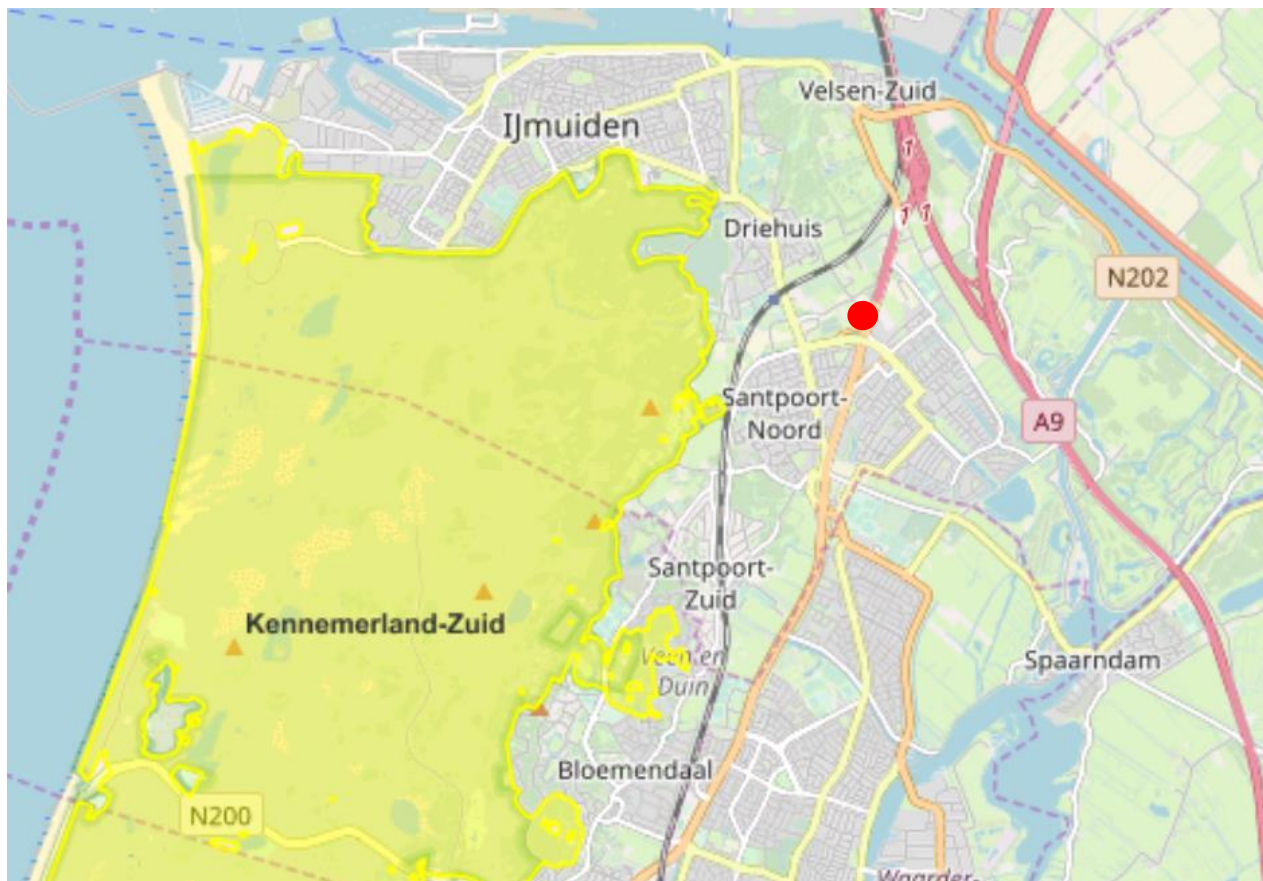 Velsen-Zuid
IJmuiden
1
1
1
Driehuis
N202
Santpoort-
Noord
A9
Santpoort-
Zuid
Kennemerland-Zuid
Veen en
Duin
Spaarndam
Bloemendaal
N200
Waarder-